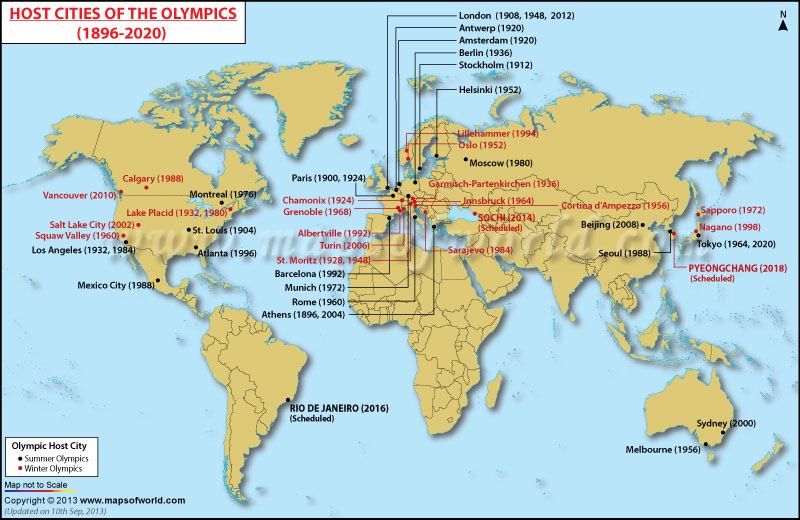 HOST CITIES OF THE OLYMPICS
(1896-2020)
N
London (1908, 1948, 2012)
Antwerp (1920)
Amsterdam (1920)
Berlin (1936)
Stockholm (1912)
Helsinki (1952)
Lillehammer (1994)
Oslo (1952)
Moscow (1980)
Calgary (1988)
Vancouver (2010)
Montreal (1976)
Lake Placid (1932, 1980)
Salt Lake City (2002)
Squaw Valley (1960)
St. Louis (1904)
Los Angeles (1932, 1984)
Atlanta (1996)
Mexico City (1988)
Paris (1900, 1924)
Chamonix (1924)
Grenoble (1968)
Albertville (1992)
Turin (2006)
St. Moritz (1928, 1948)
Barcelona (1992)
Munich (1972)
Rome (1960)
Athens (1896, 2004)
Garmisch-Partenkirchen (1936)
Innsbruck (1964)
Cortina d'Ampezzo (1956)
SOCHI (2014)
(Scheduled)
Sarajevo (1984)
Beijing (2008)
Seoul (1988)
Sapporo (1972)
Nagano (1998)
Tokyo (1964, 2020)
PYEONGCHANG (2018)
(Scheduled)
RIO DE JANEIRO (2016)
(Scheduled)
Sydney (2000)
Melbourne (1956)
www.mapsofworld.com
Olympic Host City
Summer Olympics
Winter Olympics
Map not to Scale
Copyright © 2013 www.mapsofworld.com
(Updated on 10th Sep, 2013)